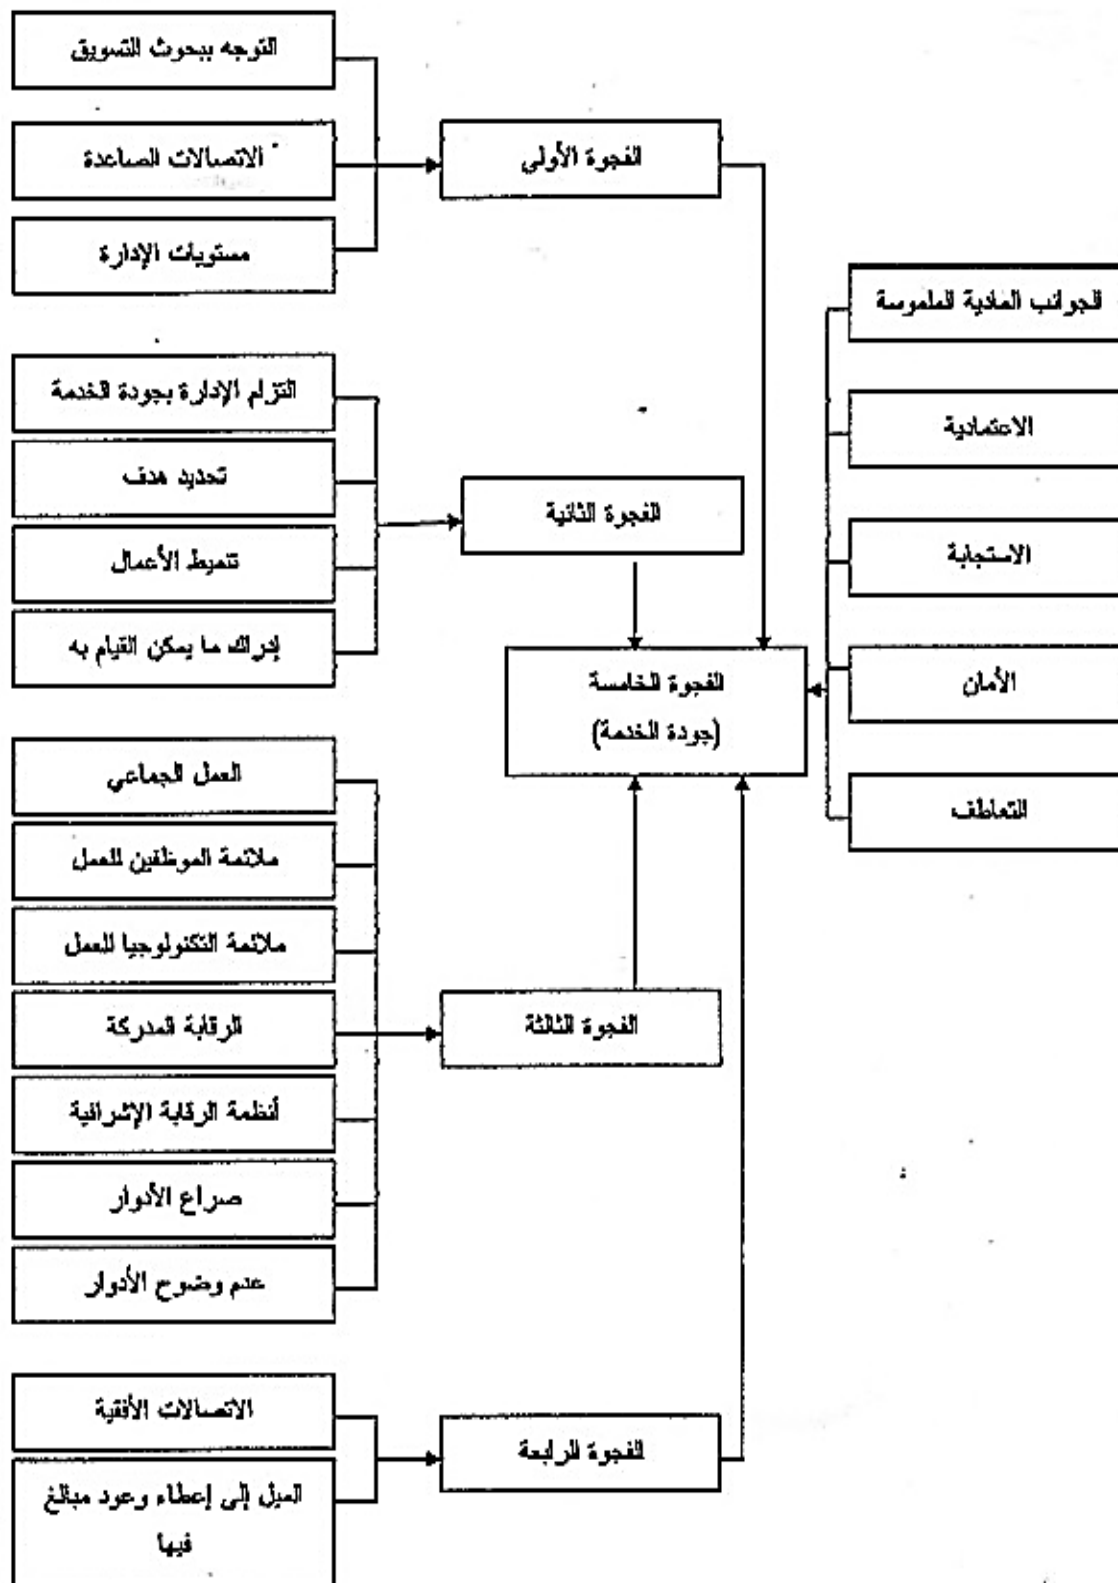 التوجه ببحوث التسويق
الاتصالات الصاعدة
مستويات الإدارة
الفجوة الأولى
التزام الإدارة بجودة الخدمة
تحديد هدف
تنميط الأعمال
إدراك ما يمكن القيام به
الفجوة الثانية
العمل الجماعي
ملائمة الموظفين للعمل
ملائمة التكنولوجيا للعمل
الرقابة المدركة
أنظمة الرقابة الإشرافية
صراع الأدوار
عدم وضوح الأدوار
الفجوة الثالثة
الاتصالات الأفقية
الميل إلى إعطاء وعود مبالغ
فيها
الفجوة الرابعة
الفجوة الخامسة
(جودة الخدمة)
الجوانب المادية الملموسة
الاعتمادية
الاستجابة
الأمان
التعاطف